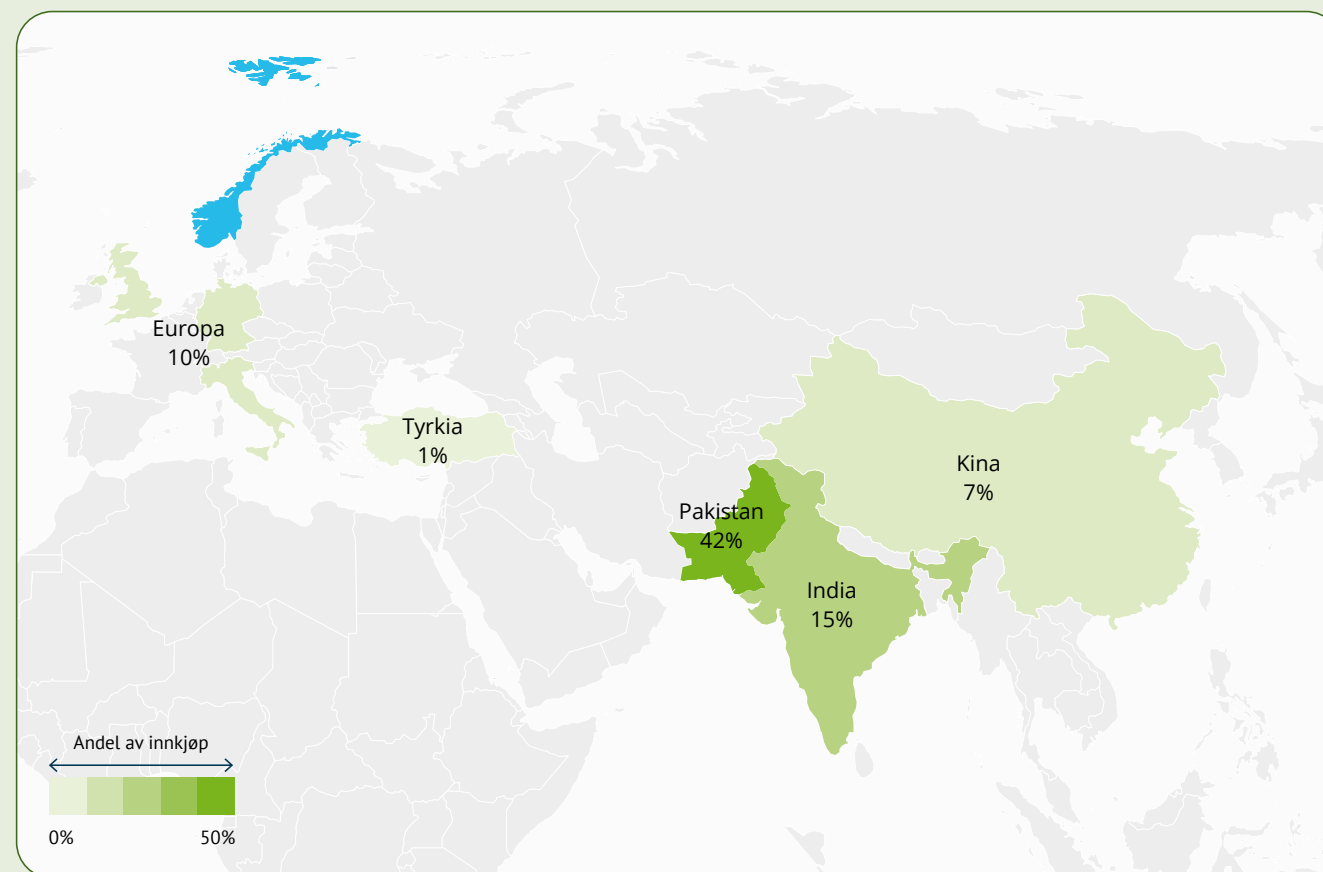 Europa
10%
Tyrkia
1%
Kina
7%
Pakistan
42%
India
15%
Andel av innkjøp
0%
50%